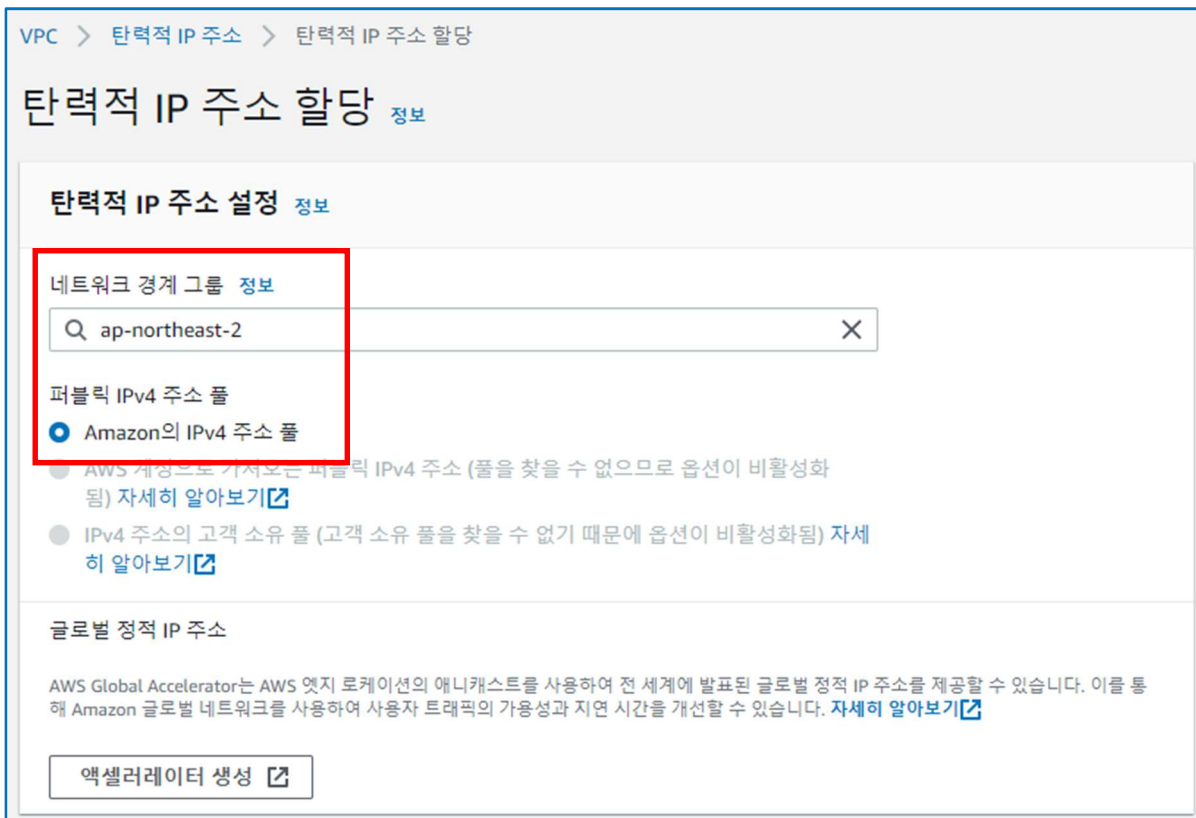 VPC > 탄력적 IP 주소 > 탄력적 IP 주소 할당
탄력적 IP 주소 할당 정보
탄력적 IP 주소 설정 정보
네트워크 경계 그룹 정보
ap-northeast-2
퍼블릭 IPv4 주소 풀
Amazon의 IPv4 주소 풀
AWS 계정으로 가져오는 퍼블릭 IPv4 주소 (풀을 찾을 수 없으므로 옵션이 비활성화
됨) 자세히 알아보기
IPv4 주소의 고객 소유 풀 (고객 소유 풀을 찾을 수 없기 때문에 옵션이 비활성화됨) 자세
히 알아보기
글로벌 정적 IP 주소
AWS Global Accelerator는 AWS 엣지 로케이션의 애니캐스트를 사용하여 전 세계에 발표된 글로벌 정적 IP 주소를 제공할 수 있습니다. 이를 통
해 Amazon 글로벌 네트워크를 사용하여 사용자 트래픽의 가용성과 지연 시간을 개선할 수 있습니다. 자세히 알아보기
액셀러레이터 생성